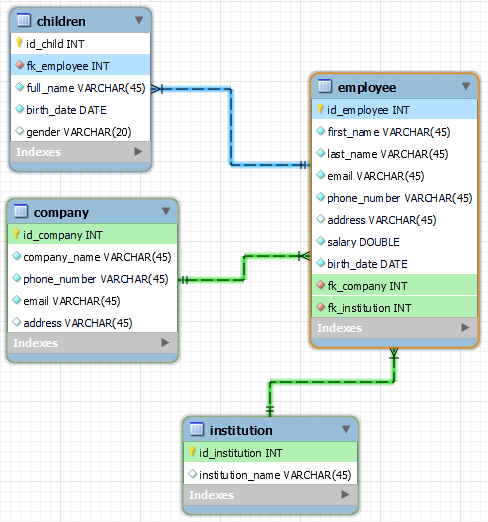 children
id_child INT
fk_employee INT
full_name VARCHAR(45)
birth_date DATE
gender VARCHAR(20)
Indexes
employee
id_employee INT
first_name VARCHAR(45)
last_name VARCHAR(45)
email VARCHAR(45)
phone_number VARCHAR(45)
address VARCHAR(45)
salary DOUBLE
birth_date DATE
fk_company INT
fk_institution INT
Indexes
company
id_company INT
company_name VARCHAR(45)
phone_number VARCHAR(45)
email VARCHAR(45)
address VARCHAR(45)
Indexes
institution
id_institution INT
institution_name VARCHAR(45)
Indexes